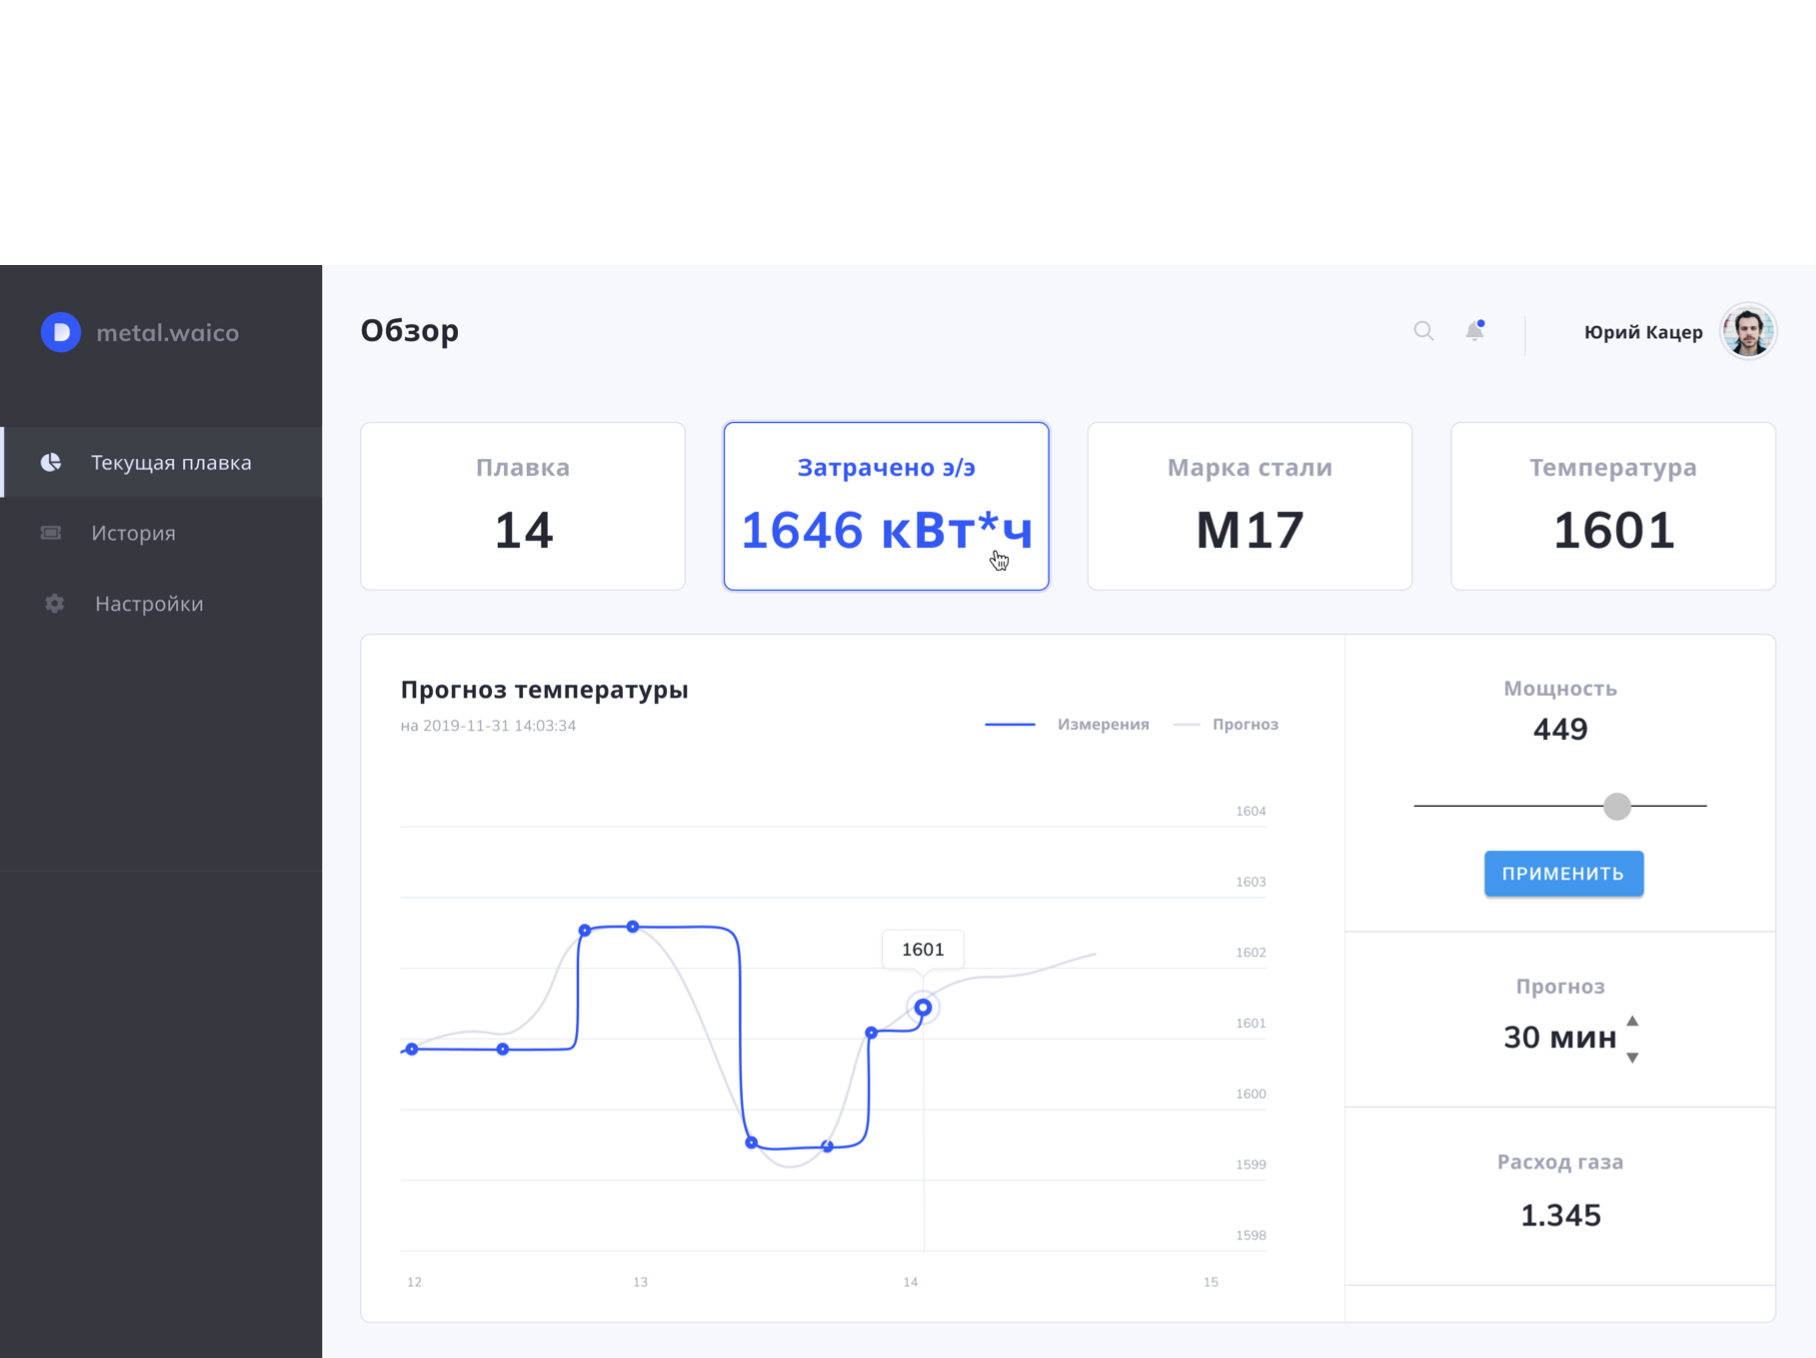 metal.waico
Обзор
Юрий Кацер
Текущая плавка
История
Настройки
Плавка
14
Затрачено э/э
1646 кВт*ч
Марка стали
М17
Температура
1601
Прогноз температуры
на 2019-11-31 14:03:34
Измерения
Прогноз
1604
1603
1602
1601
1600
1599
1598
1601
12 13 14 15
Мощность
449
ПРИМЕНИТЬ
Прогноз
30 мин
Расход газа
1.345